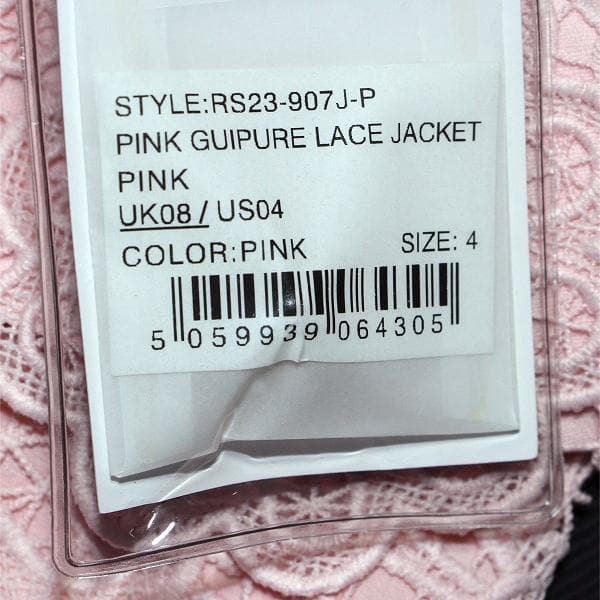 STYLE:RS23-907J-P
PINK GUIPURE LACE JACKET
PINK
UK08 / US04
COLOR:PINK SIZE: 4
5 059939 064305